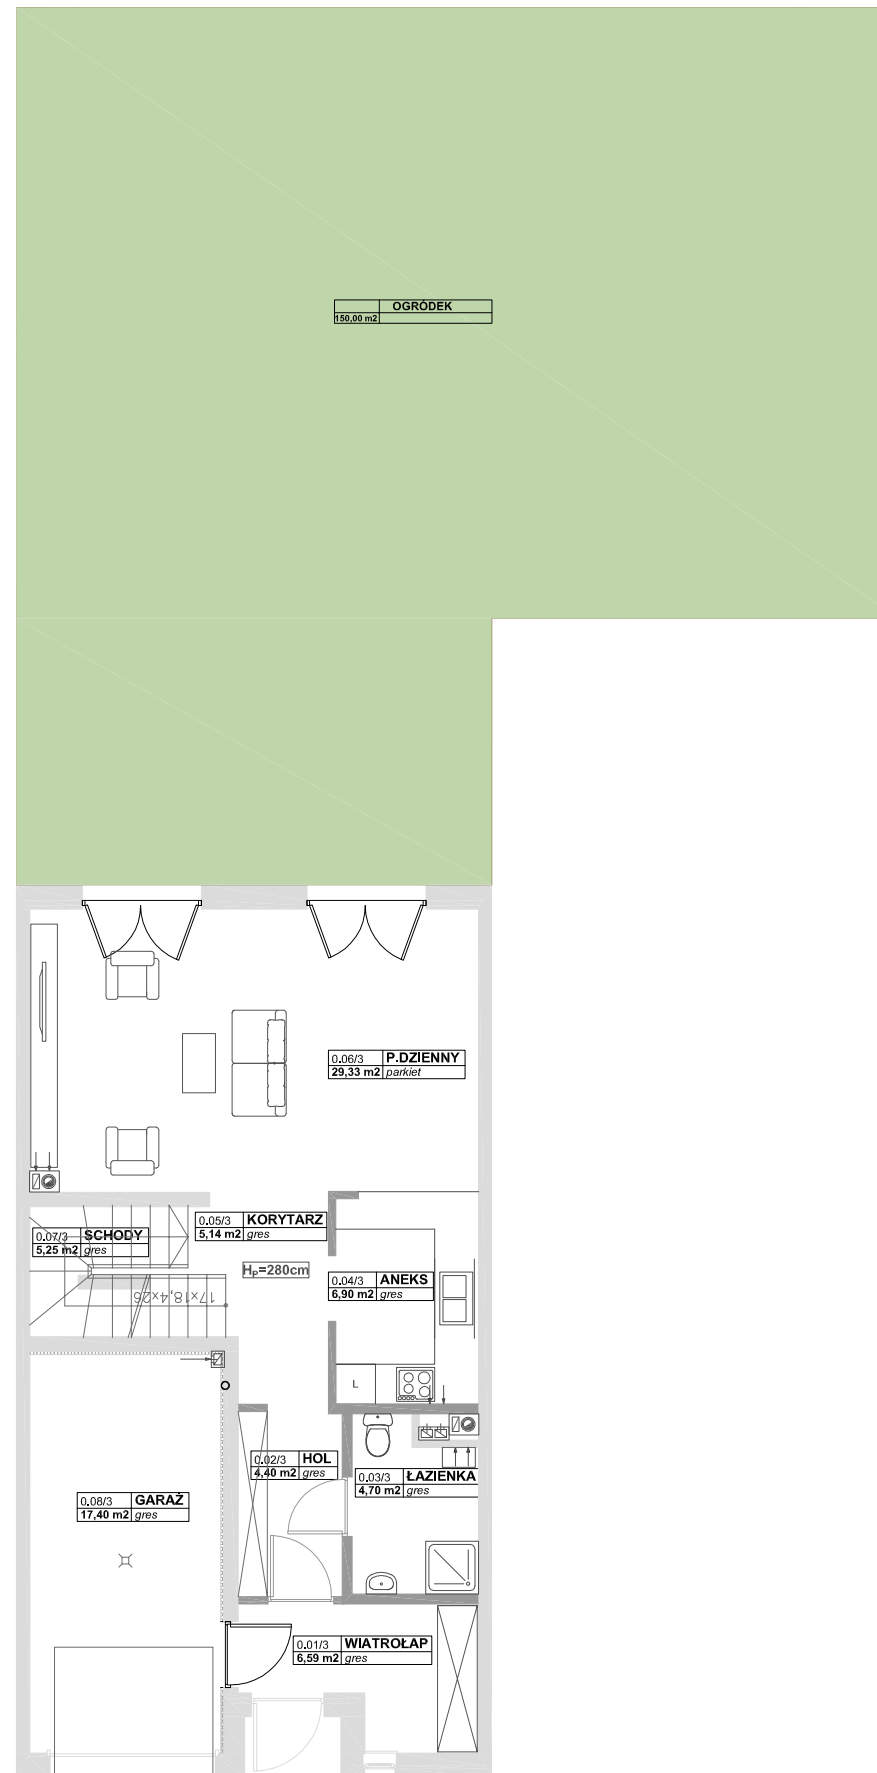 OGRÓDEK
150,00 m2
0.06/3 P.DZIENNY
29,33 m2 parkiet
0.05/3 KORYTARZ
5,14 m2 gres
0.07/3 SCHODY
5,25 m2 gres
Hp=280cm
0.04/3 ANEKS
6,90 m2 gres
17x18,4x26
L
0.02/3 HOL
4,40 m2 gres
0.03/3 ŁAZIENKA
4,70 m2 gres
0.08/3 GARAŻ
17,40 m2 gres
0.01/3 WIATROŁAP
6,59 m2 gres